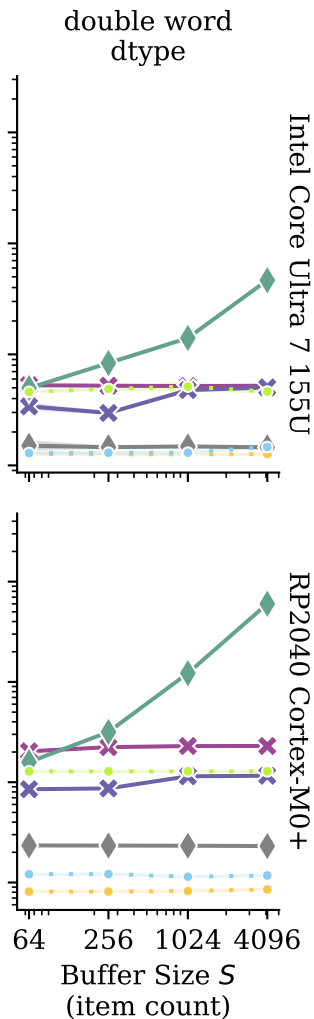 double word
dtype
Intel Core Ultra 7 155U
RP2040 Cortex-M0+
64 256 1024 4096
Buffer Size S
(item count)